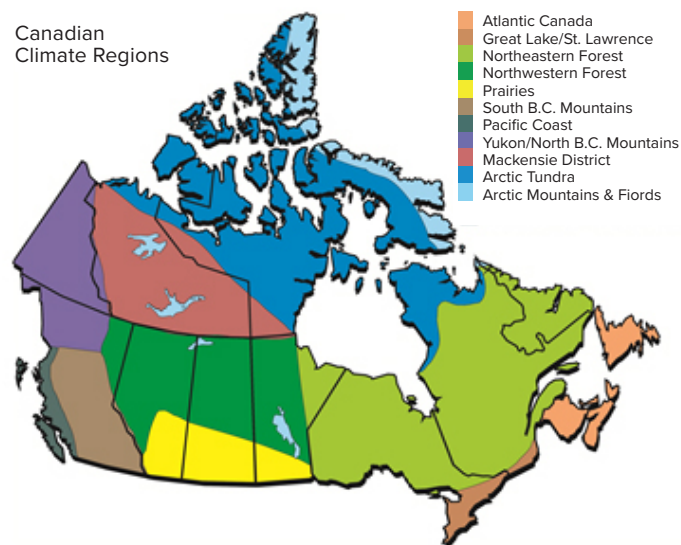 Canadian
Climate Regions
Atlantic Canada
Great Lake/St. Lawrence
Northeastern Forest
Northwestern Forest
Prairies
South B.C. Mountains
Pacific Coast
Yukon/North B.C. Mountains
Mackensie District
Arctic Tundra
Arctic Mountains & Fiords